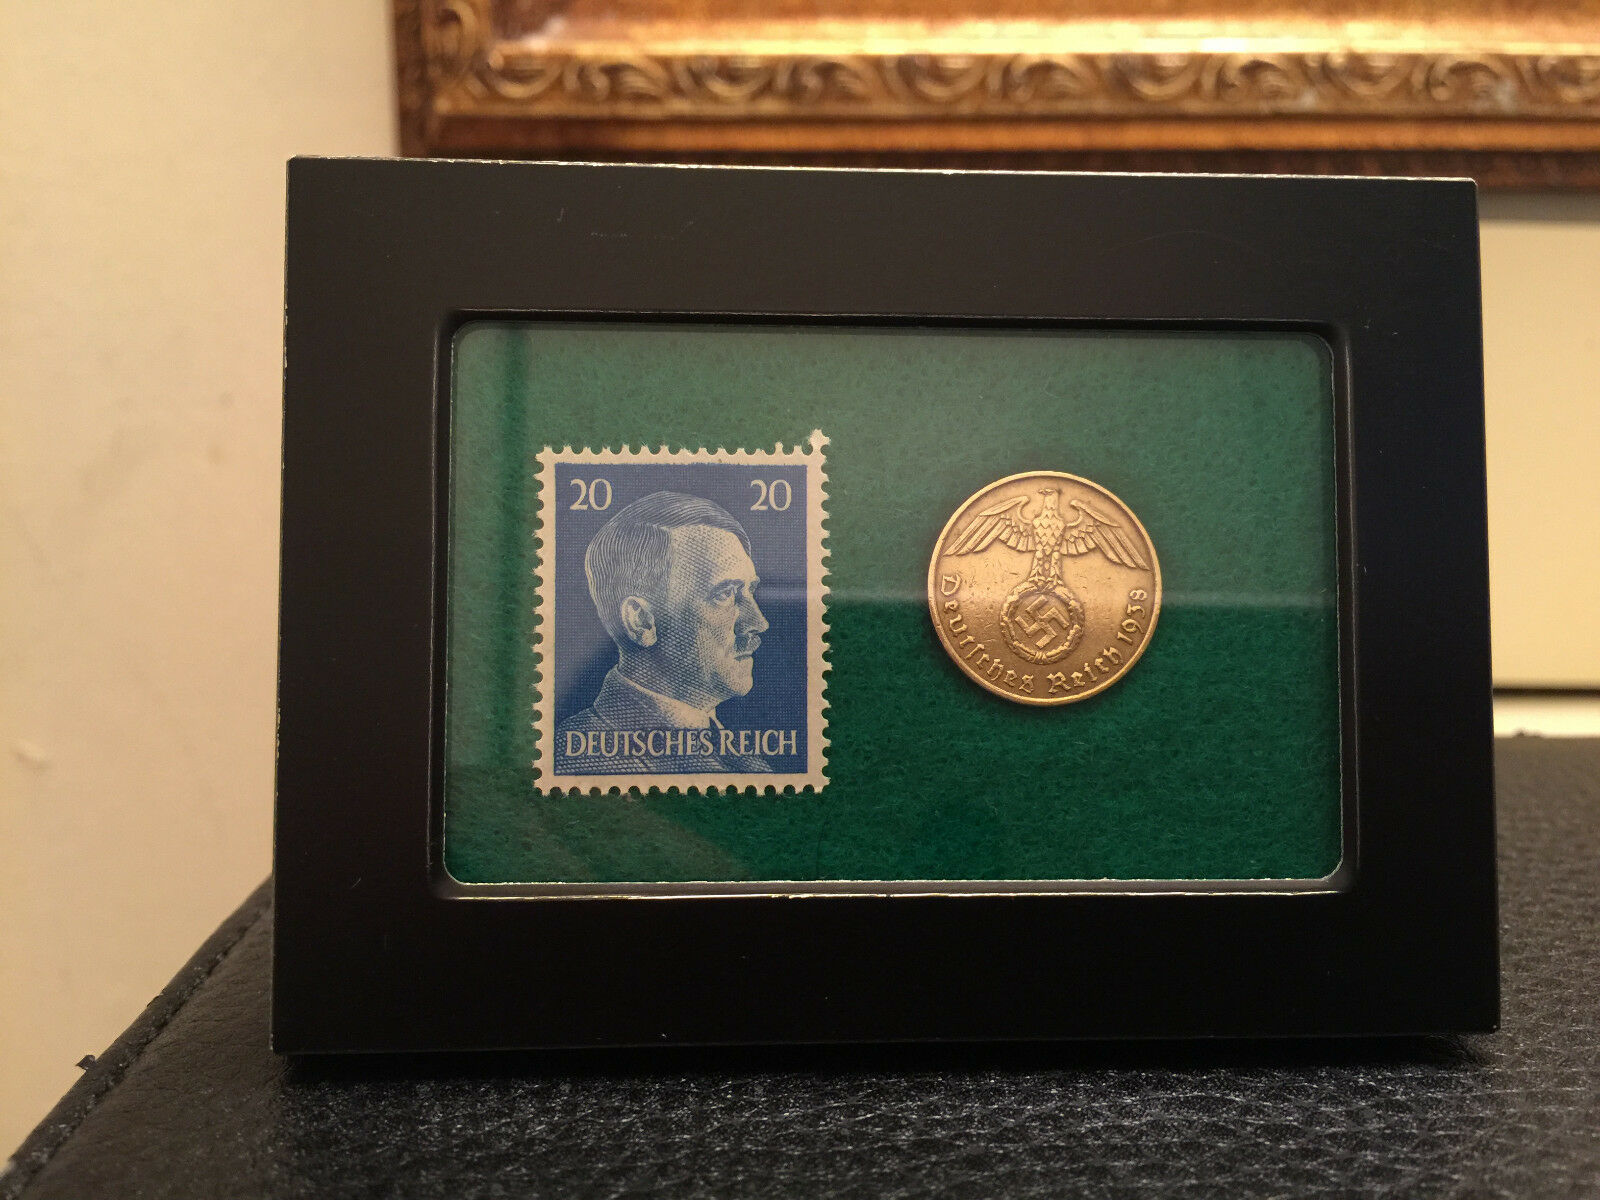 20 20
DEUTSCHES REICH
Deutsches Reich 1938